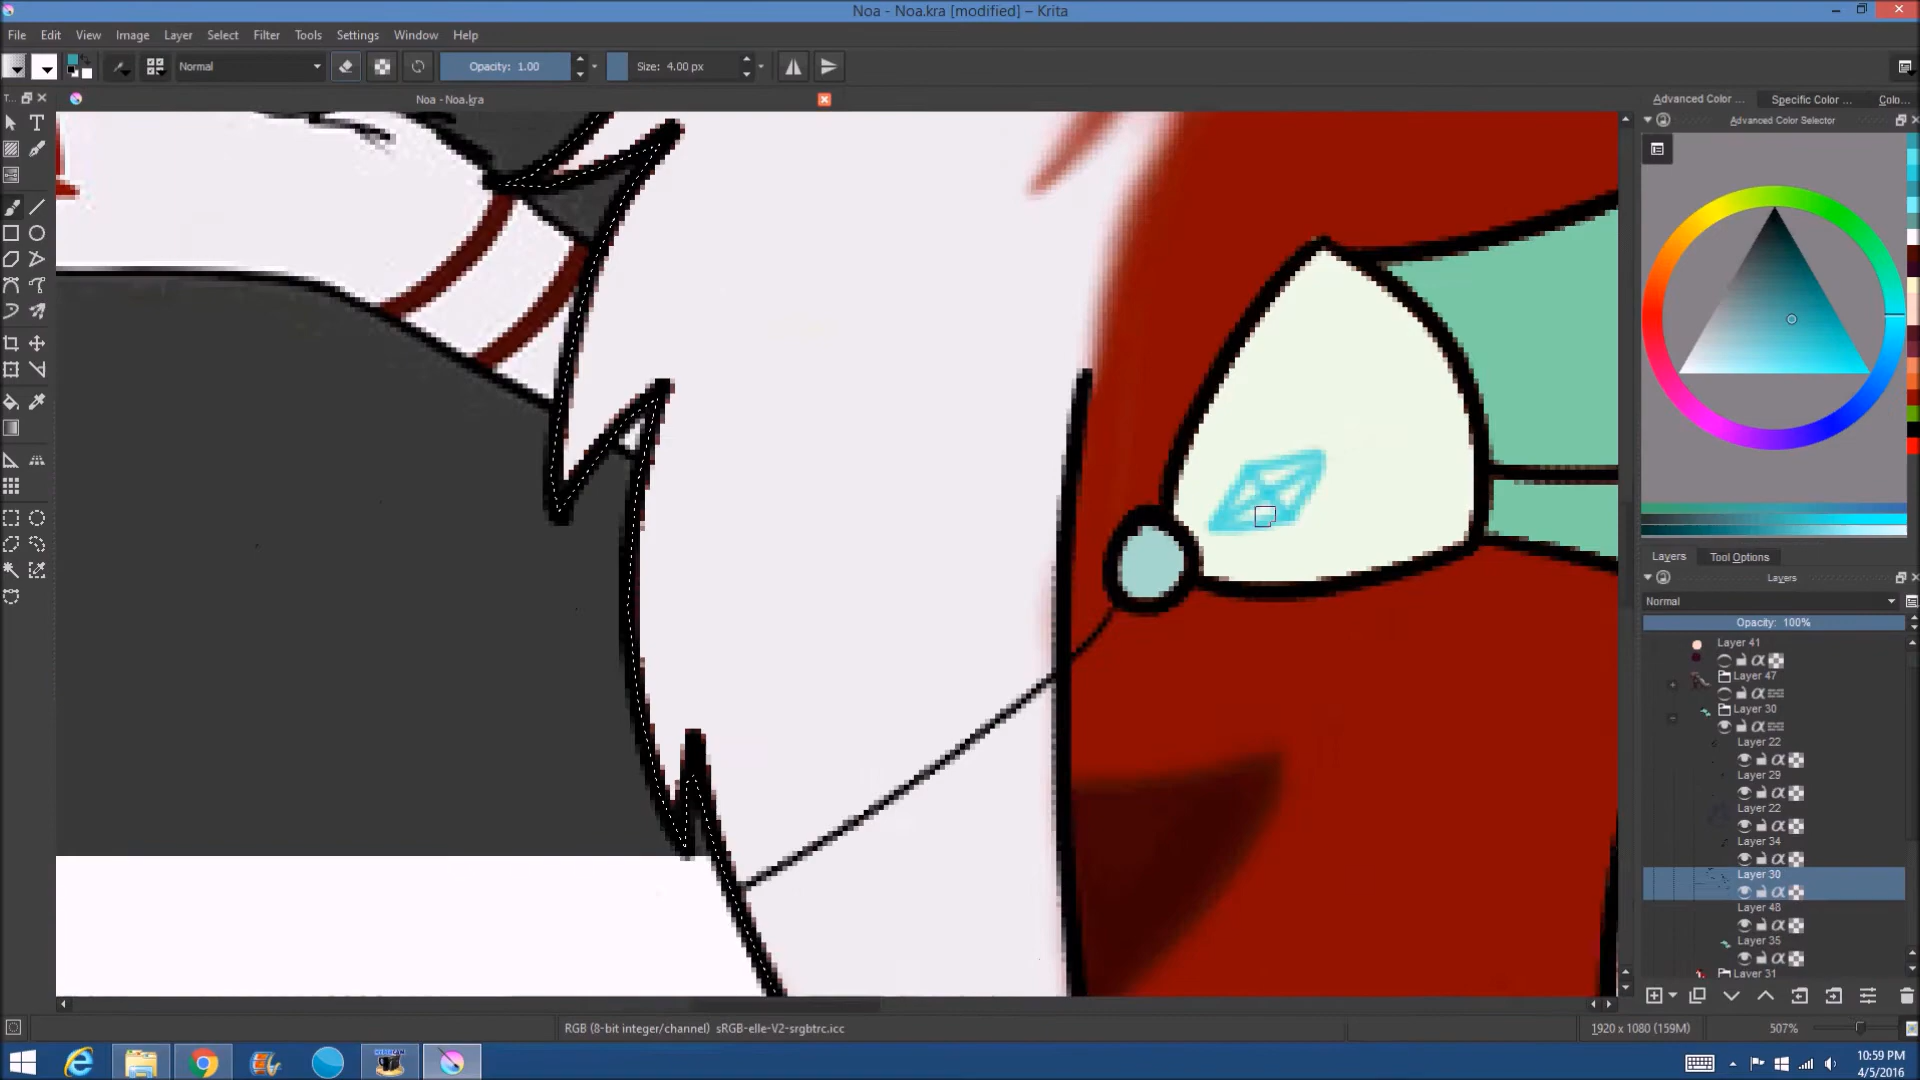 Noa - Noa.kra [modified] – Krita
File Edit View Image Layer Select Filter Tools Settings Window Help
Normal Opacity: 1.00 Size: 4.00 px
T... Noa - Noa.kra
Advanced Color ... Specific Color ... Colo...
Advanced Color Selector
Layers Tool Options
Layers
Normal
Opacity: 100%
Layer 41
Layer 47
Layer 30
Layer 22
Layer 29
Layer 22
Layer 34
Layer 30
Layer 48
Layer 35
Layer 31
RGB (8-bit integer/channel) sRGB-elle-V2-srgbtrc.icc 1920 x 1080 (159M) 507%
10:59 PM
4/5/2016